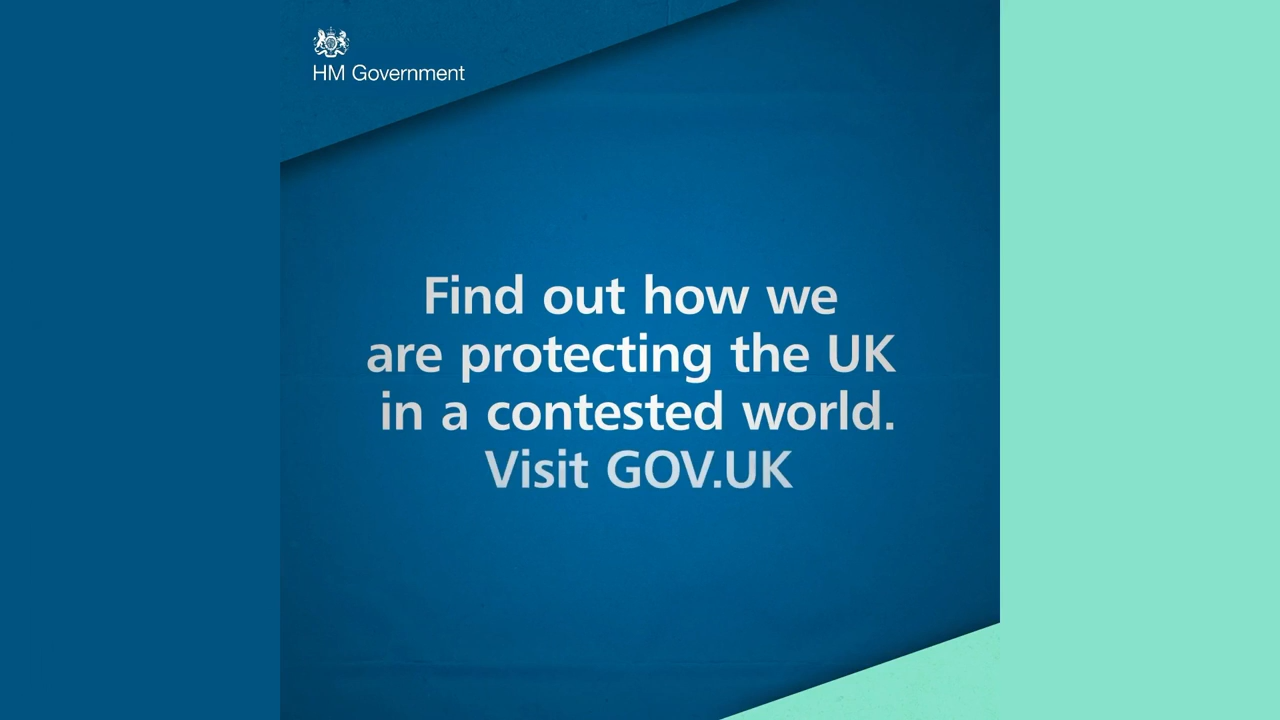 HM Government
Find out how we
are protecting the UK
in a contested world.
Visit GOV.UK